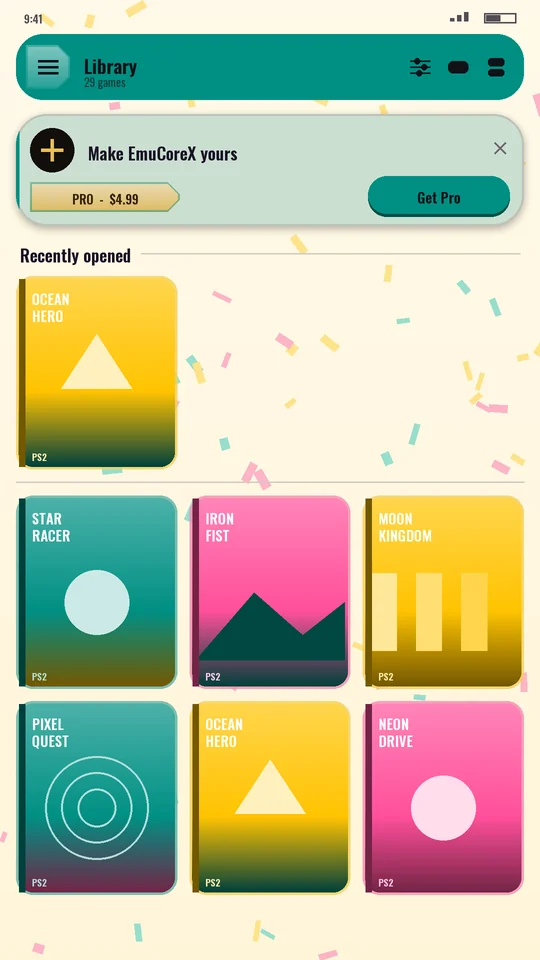 9:41
Library
29 games
Make EmuCoreX yours
PRO - $4.99
Get Pro
Recently opened
OCEAN
HERO
PS2
STAR
RACER
PS2
IRON
FIST
PS2
MOON
KINGDOM
PS2
PIXEL
QUEST
PS2
OCEAN
HERO
PS2
NEON
DRIVE
PS2